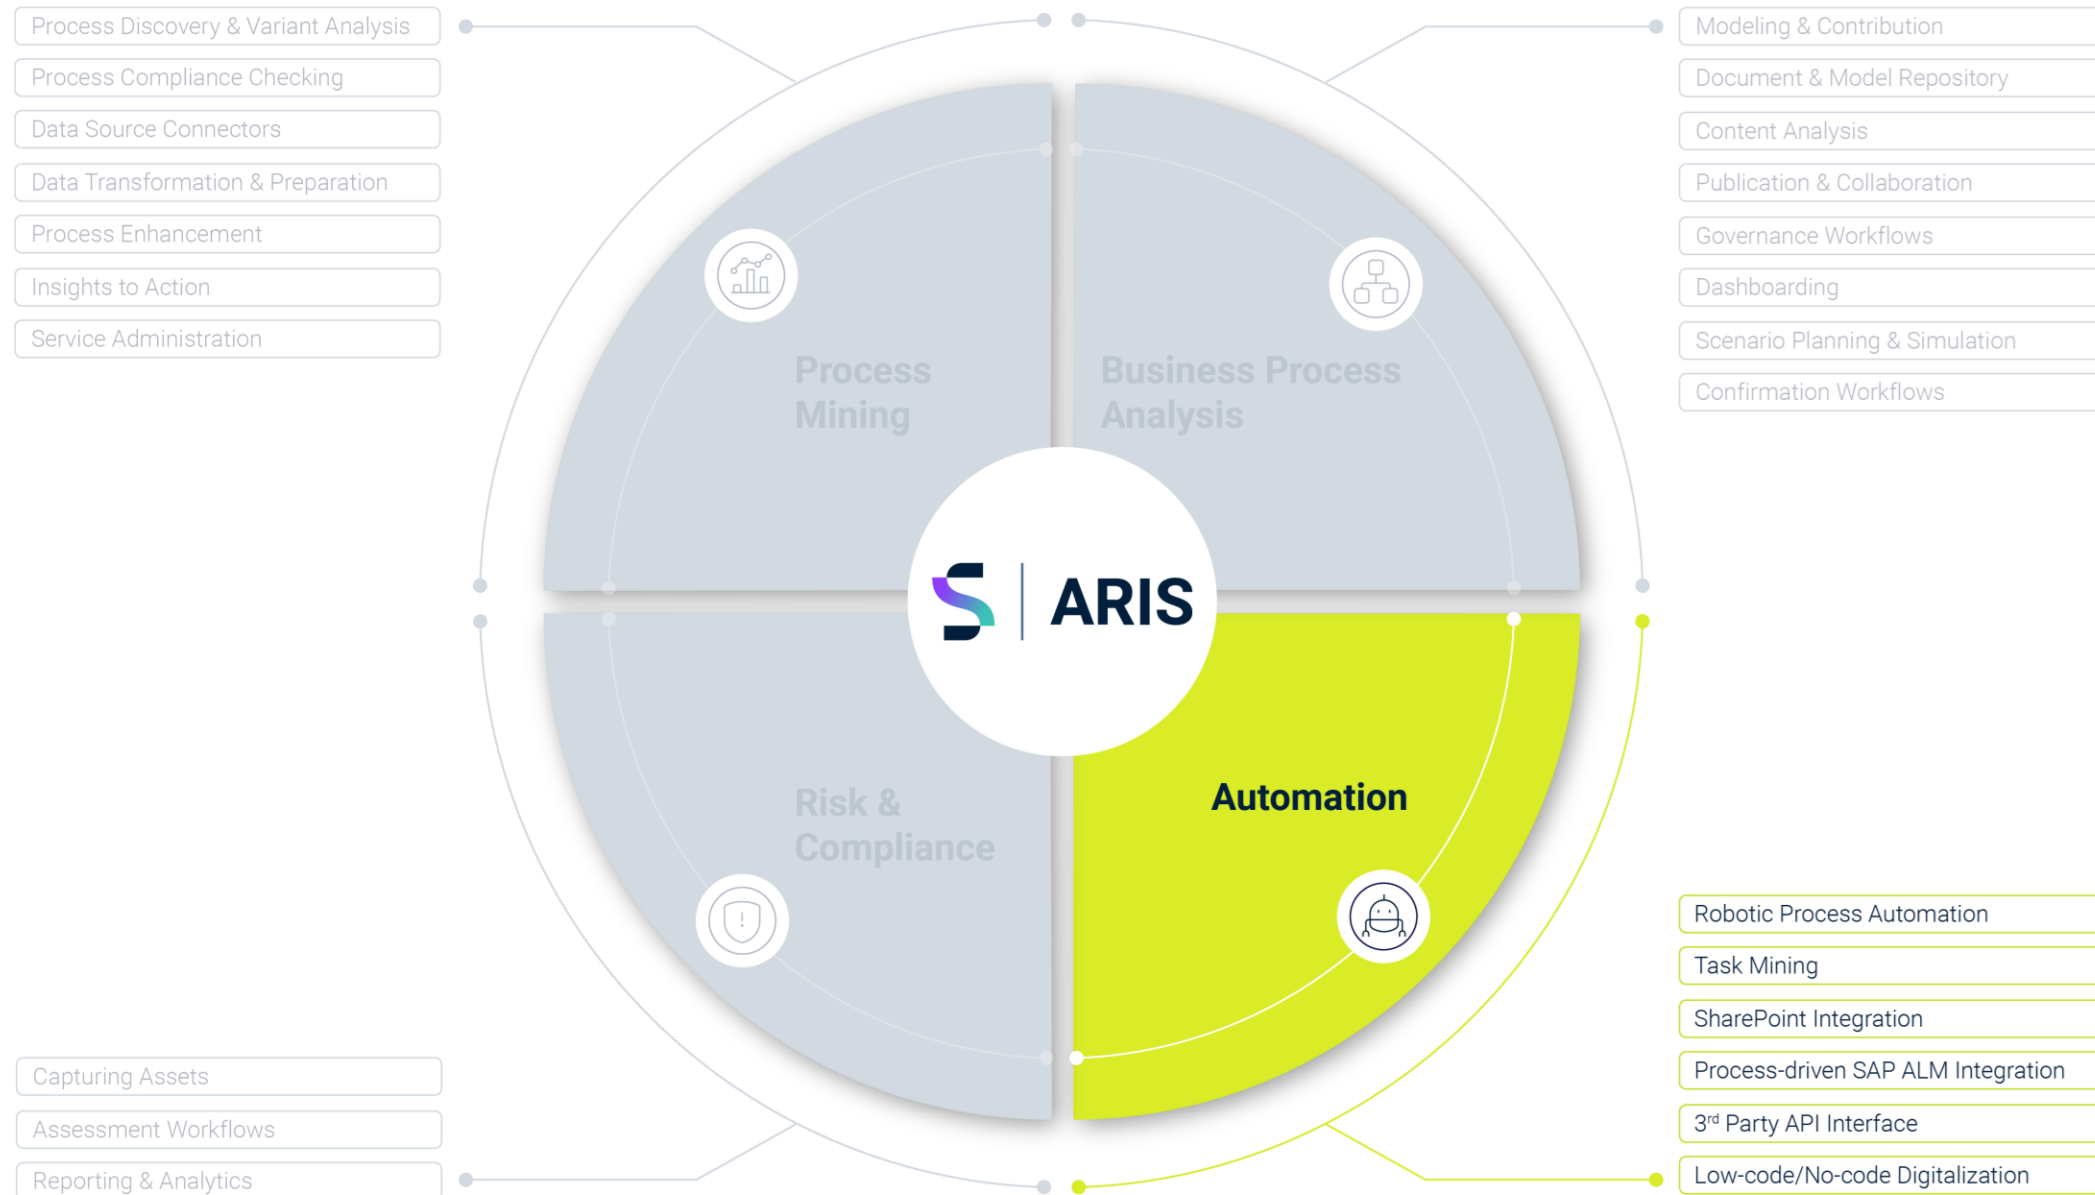 Process Discovery & Variant Analysis
Process Compliance Checking
Data Source Connectors
Data Transformation & Preparation
Process Enhancement
Insights to Action
Service Administration
Modeling & Contribution
Document & Model Repository
Content Analysis
Publication & Collaboration
Governance Workflows
Dashboarding
Scenario Planning & Simulation
Confirmation Workflows
Process
Mining
Business Process
Analysis
ARIS
Risk &
Compliance
Automation
Capturing Assets
Assessment Workflows
Reporting & Analytics
Robotic Process Automation
Task Mining
SharePoint Integration
Process-driven SAP ALM Integration
3rd Party API Interface
Low-code/No-code Digitalization